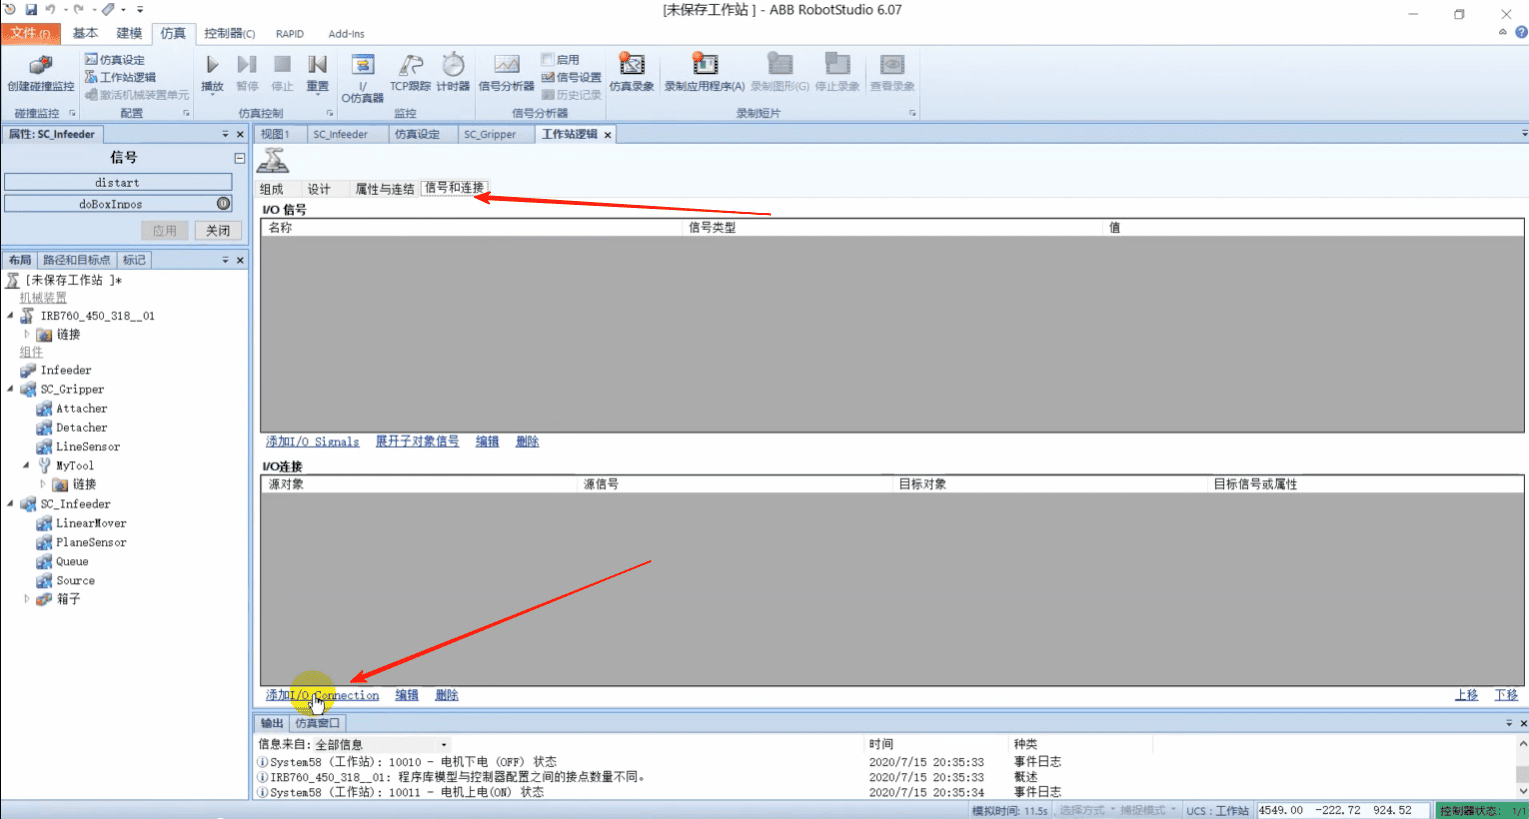 [未保存工作站 ] - ABB RobotStudio 6.07
文件(F) 基本 建模 仿真 控制器(C) RAPID Add-Ins
创建碰撞监控
碰撞监控
仿真设定
工作站逻辑
激活机械装置单元
配置
播放 暂停 停止 重置
仿真控制
I/
O仿真器
TCP跟踪 计时器
监控
信号分析器
启用
信号设置
历史记录
信号分析器
仿真录象 录制应用程序(A) 录制图形(G) 停止录象 查看录象
录制短片
属性: SC_Infeeder
信号
distart
doBoxInpos
应用 关闭
布局 路径和目标点 标记
[未保存工作站 ]*
机械装置
IRB760_450_318__01
链接
组件
Infeeder
SC_Gripper
Attacher
Detacher
LineSensor
MyTool
链接
SC_Infeeder
LinearMover
PlaneSensor
Queue
Source
箱子
视图1 SC_Infeeder 仿真设定 SC_Gripper 工作站逻辑
组成 设计 属性与连结 信号和连接
I/O 信号
名称 信号类型 值
添加I/O Signals 展开子对象信号 编辑 删除
I/O连接
源对象 源信号 目标对象 目标信号或属性
添加I/O Connection 编辑 删除 上移 下移
输出 仿真窗口
信息来自: 全部信息 时间 种类
System58 (工作站): 10010 - 电机下电 (OFF) 状态 2020/7/15 20:35:33 事件日志
IRB760_450_318__01: 程序库模型与控制器配置之间的接点数量不同。 2020/7/15 20:35:33 概述
System58 (工作站): 10011 - 电机上电(ON) 状态 2020/7/15 20:35:34 事件日志
模拟时间: 11.5s 选择方式 捕捉模式 UCS : 工作站 4549.00 -222.72 924.52 控制器状态: 1/1